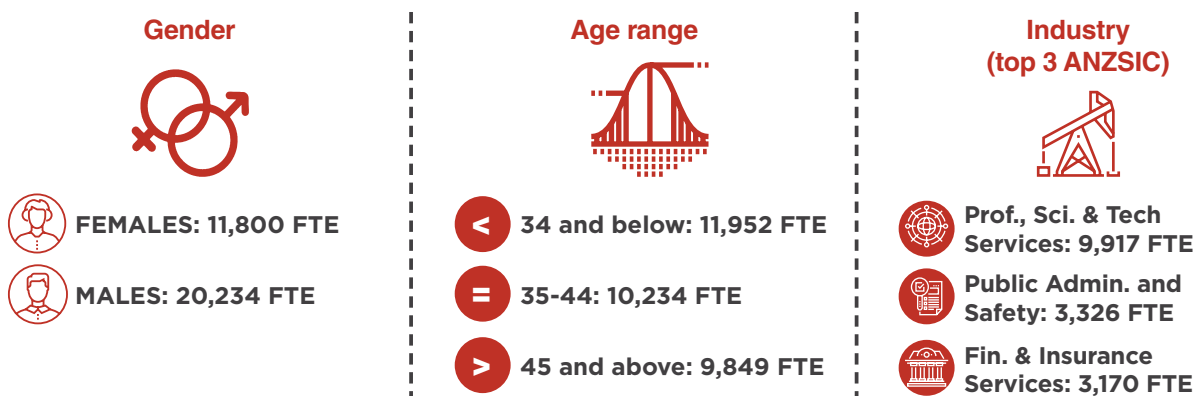 Gender
FEMALES: 11,800 FTE
MALES: 20,234 FTE
Age range
< 34 and below: 11,952 FTE
= 35-44: 10,234 FTE
> 45 and above: 9,849 FTE
Industry
(top 3 ANZSIC)
Prof., Sci. & Tech
Services: 9,917 FTE
Public Admin. and
Safety: 3,326 FTE
Fin. & Insurance
Services: 3,170 FTE